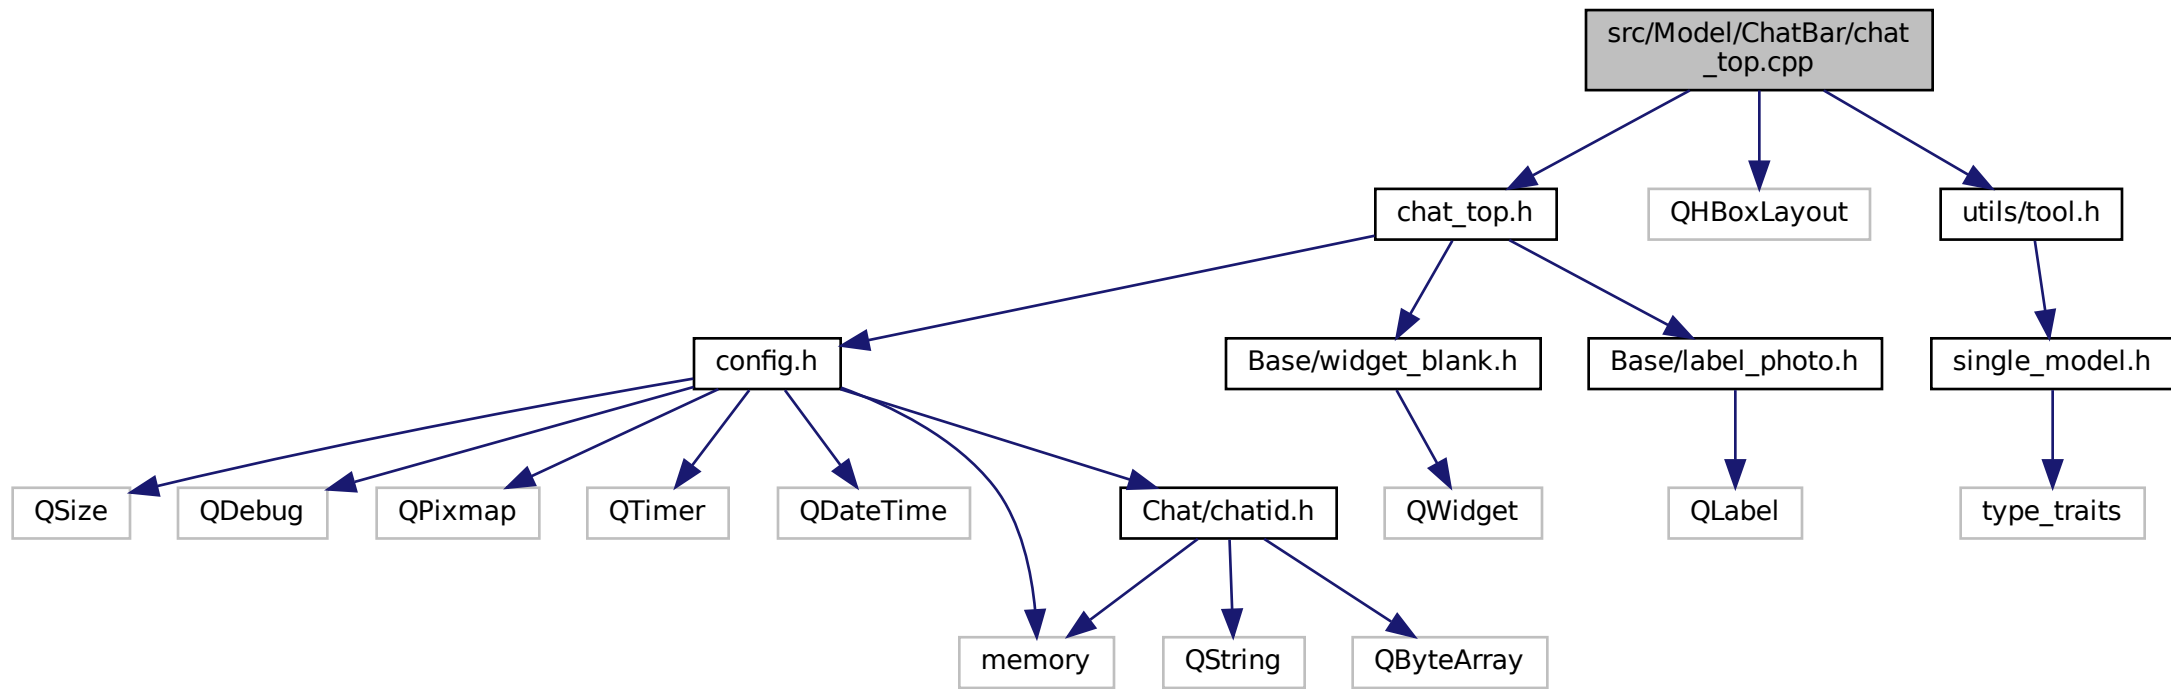 src/Model/ChatBar/chat
_top.cpp
chat_top.h
QHBoxLayout
utils/tool.h
config.h
Base/widget_blank.h
Base/label_photo.h
single_model.h
QSize
QDebug
QPixmap
QTimer
QDateTime
Chat/chatid.h
QWidget
QLabel
type_traits
memory
QString
QByteArray